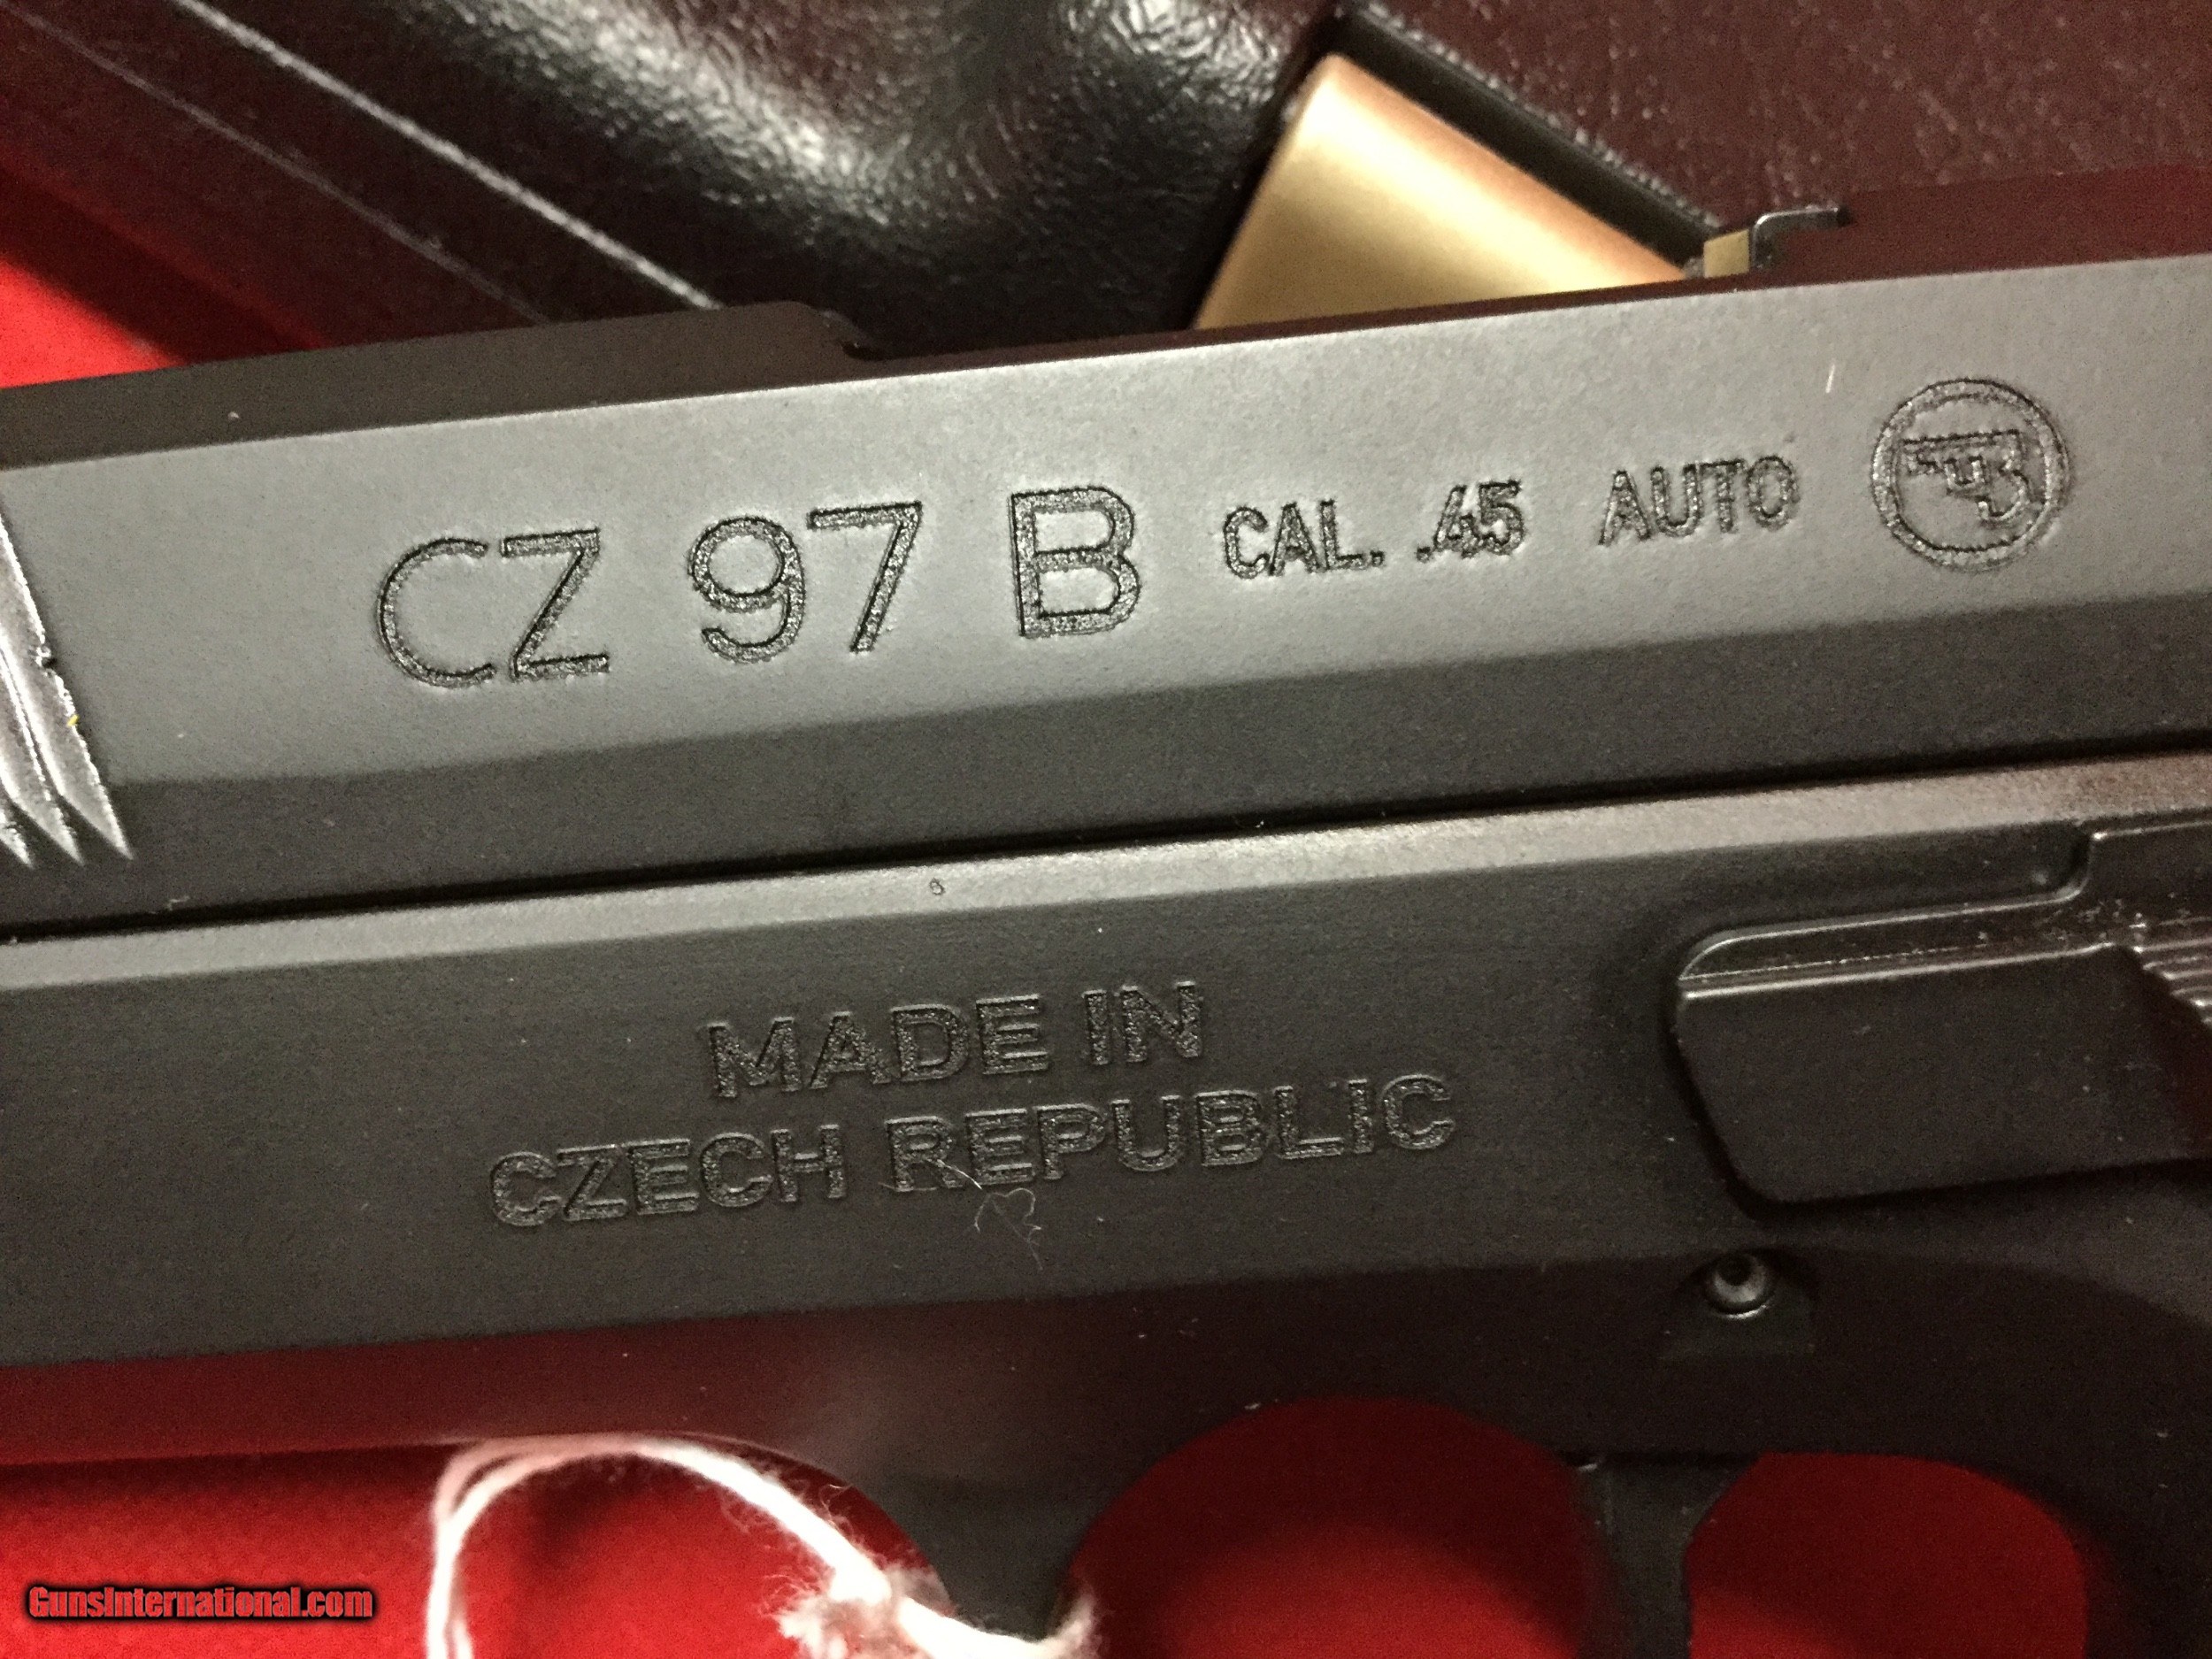 CZ 97 B CAL. .45 AUTO
MADE IN
CZECH REPUBLIC
GunsInternational.com